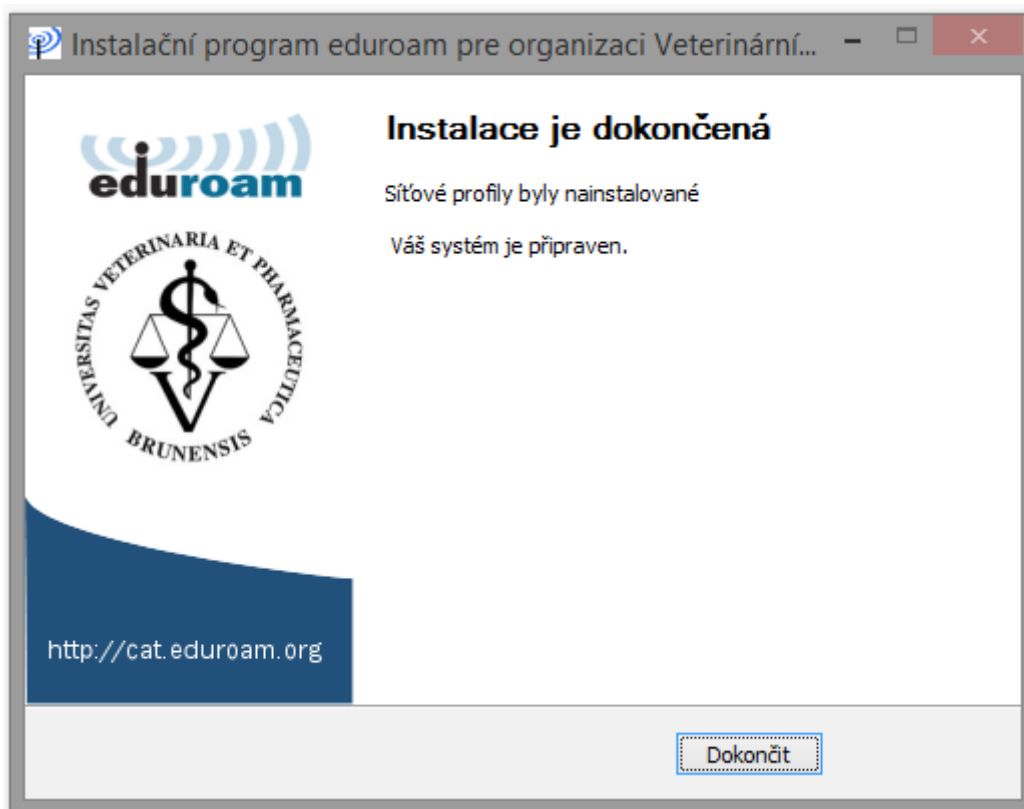 Instalační program eduroam pre organizaci Veterinární...
eduroam
Instalace je dokončená
Síťové profily byly nainstalované
Váš systém je připraven.
UNIVERSITAS VETERINARIA ET PHARMACEUTICA
BRUNENSIS
V
http://cat.eduroam.org
Dokončit